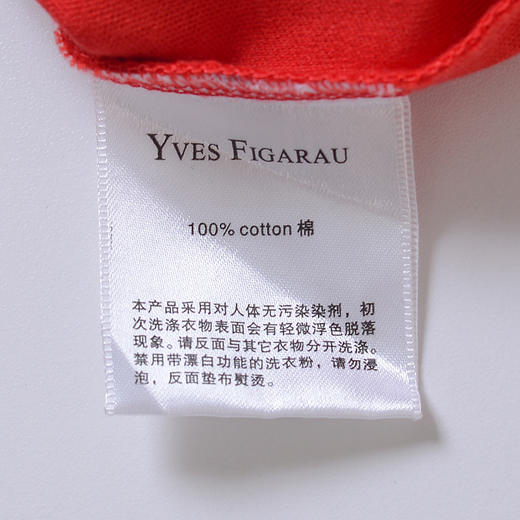 YVES FIGARAU
100% cotton 棉
本产品采用对人体无污染染剂，初
次洗涤衣物表面会有轻微浮色脱落
现象。请反面与其它衣物分开洗涤。
禁用带漂白功能的洗衣粉，请勿浸
泡，反面垫布熨烫。